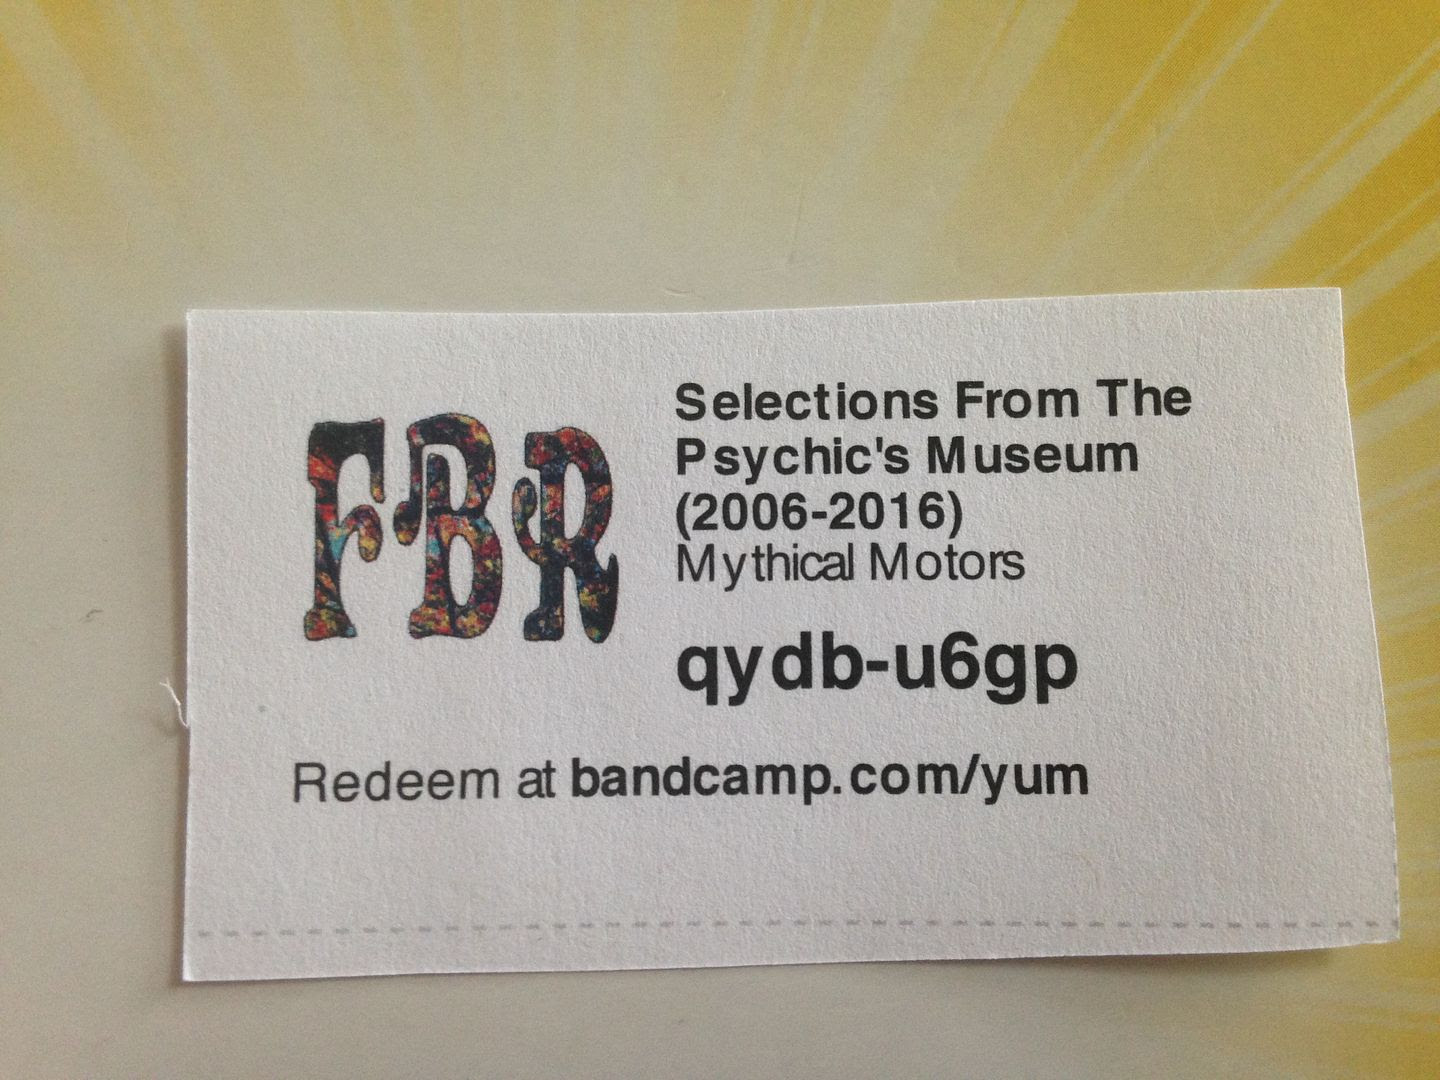 FBR
Selections From The
Psychic's Museum
(2006-2016)
Mythical Motors
qydb-u6gp
Redeem at bandcamp.com/yum